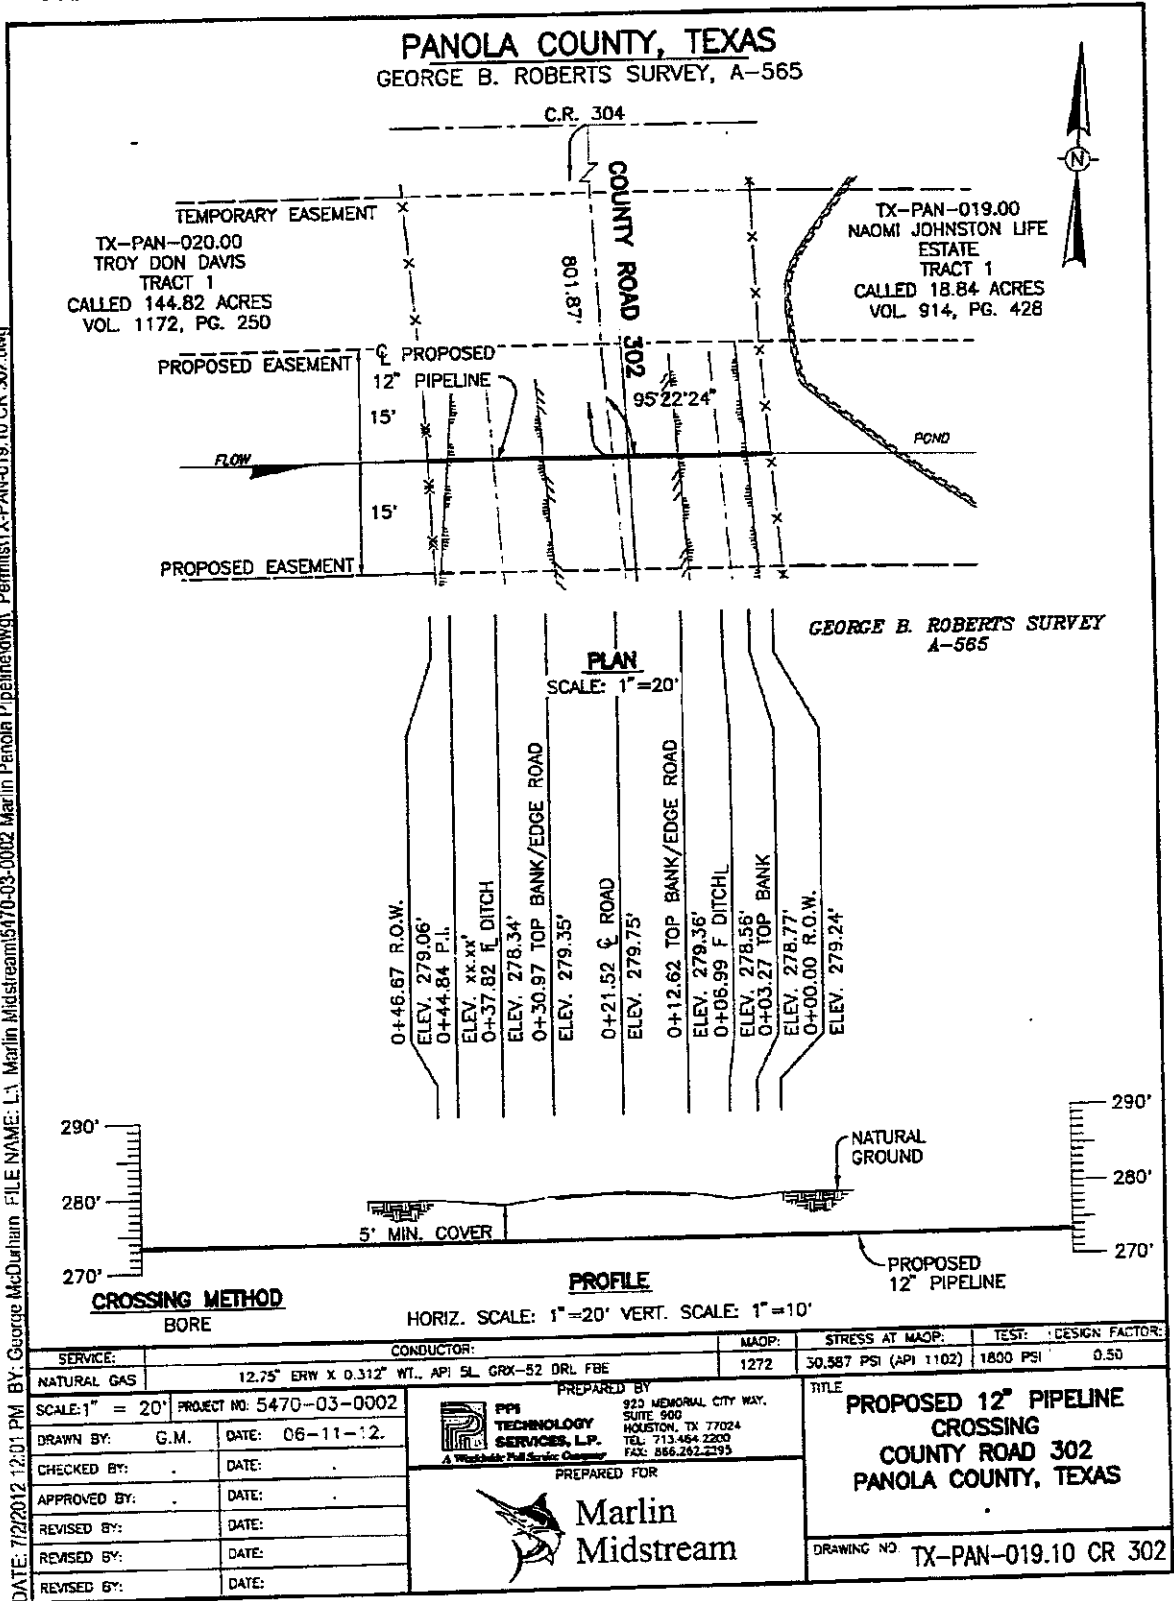 PANOLA COUNTY, TEXAS
GEORGE B. ROBERTS SURVEY, A-565
C.R. 304
N
COUNTY ROAD 302
801.87'
TEMPORARY EASEMENT
TX-PAN-020.00
TROY DON DAVIS
TRACT 1
CALLED 144.82 ACRES
VOL. 1172, PG. 250
TX-PAN-019.00
NAOMI JOHNSTON LIFE
ESTATE
TRACT 1
CALLED 18.84 ACRES
VOL. 914, PG. 428
PROPOSED EASEMENT
℄ PROPOSED
12" PIPELINE
15'
95°22'24"
FLOW
POND
15'
PROPOSED EASEMENT
GEORGE B. ROBERTS SURVEY
A-565
PLAN
SCALE: 1"=20'
0+46.67 R.O.W.
ELEV. 279.06'
0+44.84 P.I.
ELEV. xx.xx'
0+37.82 FL DITCH
ELEV. 278.34'
0+30.97 TOP BANK/EDGE ROAD
ELEV. 279.35'
0+21.52 ℄ ROAD
ELEV. 279.75'
0+12.62 TOP BANK/EDGE ROAD
ELEV. 279.36'
0+06.99 F DITCHL
ELEV. 278.56'
0+03.27 TOP BANK
ELEV. 278.77'
0+00.00 R.O.W.
ELEV. 279.24'
290'
280'
270'
290'
280'
270'
NATURAL
GROUND
5' MIN. COVER
PROPOSED
12" PIPELINE
CROSSING METHOD
BORE
PROFILE
HORIZ. SCALE: 1"=20' VERT. SCALE: 1"=10'
SERVICE:
NATURAL GAS
CONDUCTOR:
12.75" ERW X 0.312" WT., API 5L GRX-52 DRL FBE
MAOP:
1272
STRESS AT MAOP:
30,587 PSI (API 1102)
TEST:
1800 PSI
DESIGN FACTOR:
0.50
SCALE: 1" = 20'
PROJECT NO: 5470-03-0002
DRAWN BY: G.M.
DATE: 06-11-12.
CHECKED BY: .
DATE: .
APPROVED BY: .
DATE: .
REVISED BY:
DATE:
REVISED BY:
DATE:
REVISED BY:
DATE:
PREPARED BY
PPI
TECHNOLOGY
SERVICES, L.P.
A Worldwide Full Service Company
920 MEMORIAL CITY WAY,
SUITE 900
HOUSTON, TX 77024
TEL: 713.464.2200
FAX: 866.262.2295
PREPARED FOR
Marlin
Midstream
TITLE
PROPOSED 12" PIPELINE
CROSSING
COUNTY ROAD 302
PANOLA COUNTY, TEXAS
DRAWING NO. TX-PAN-019.10 CR 302
DATE: 7/2/2012 12:01 PM BY: George McDurham FILE NAME: L:\ Marlin Midstream\5470-03-0002 Marlin Panola Pipeline\dwg\ Permits\TX-PAN-019.10 CR